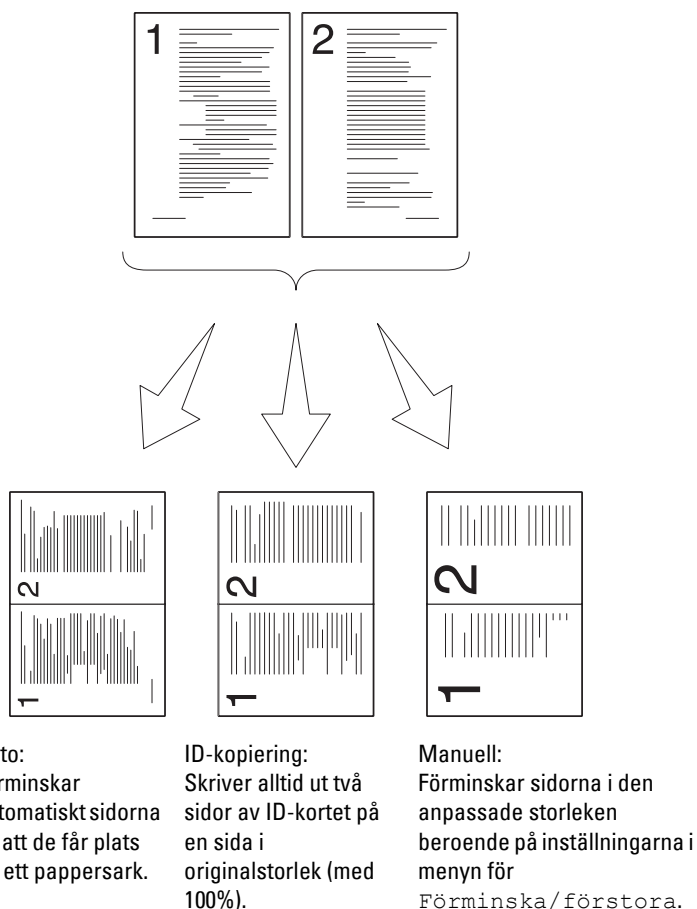 1
2
2
1
2
1
2
1
to:
rminskar
tomatiskt sidorna
att de får plats
ett pappersark.
ID-kopiering:
Skriver alltid ut två
sidor av ID-kortet på
en sida i
originalstorlek (med
100%).
Manuell:
Förminskar sidorna i den
anpassade storleken
beroende på inställningarna i
menyn för
Förminska/förstora.